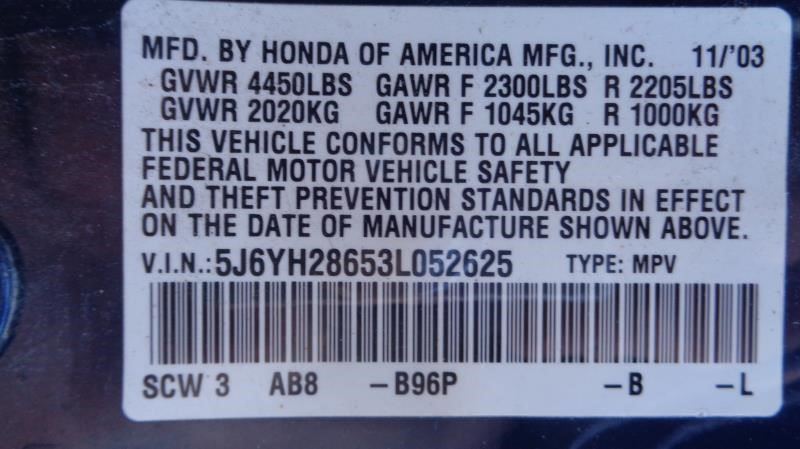 MFD. BY HONDA OF AMERICA MFG., INC. 11/'03
GVWR 4450LBS GAWR F 2300LBS R 2205LBS
GVWR 2020KG GAWR F 1045KG R 1000KG
THIS VEHICLE CONFORMS TO ALL APPLICABLE
FEDERAL MOTOR VEHICLE SAFETY
AND THEFT PREVENTION STANDARDS IN EFFECT
ON THE DATE OF MANUFACTURE SHOWN ABOVE.
V.I.N.: 5J6YH28653L052625 TYPE: MPV
SCW 3 AB8 –B96P –B –L